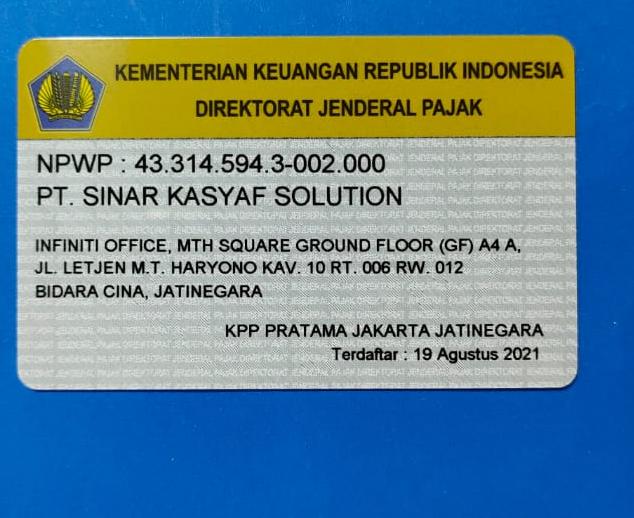 KEMENTERIAN KEUANGAN REPUBLIK INDONESIA
DIREKTORAT JENDERAL PAJAK
NPWP : 43.314.594.3-002.000
PT. SINAR KASYAF SOLUTION
INFINITI OFFICE, MTH SQUARE GROUND FLOOR (GF) A4 A,
JL. LETJEN M.T. HARYONO KAV. 10 RT. 006 RW. 012
BIDARA CINA, JATINEGARA
KPP PRATAMA JAKARTA JATINEGARA
Terdaftar : 19 Agustus 2021